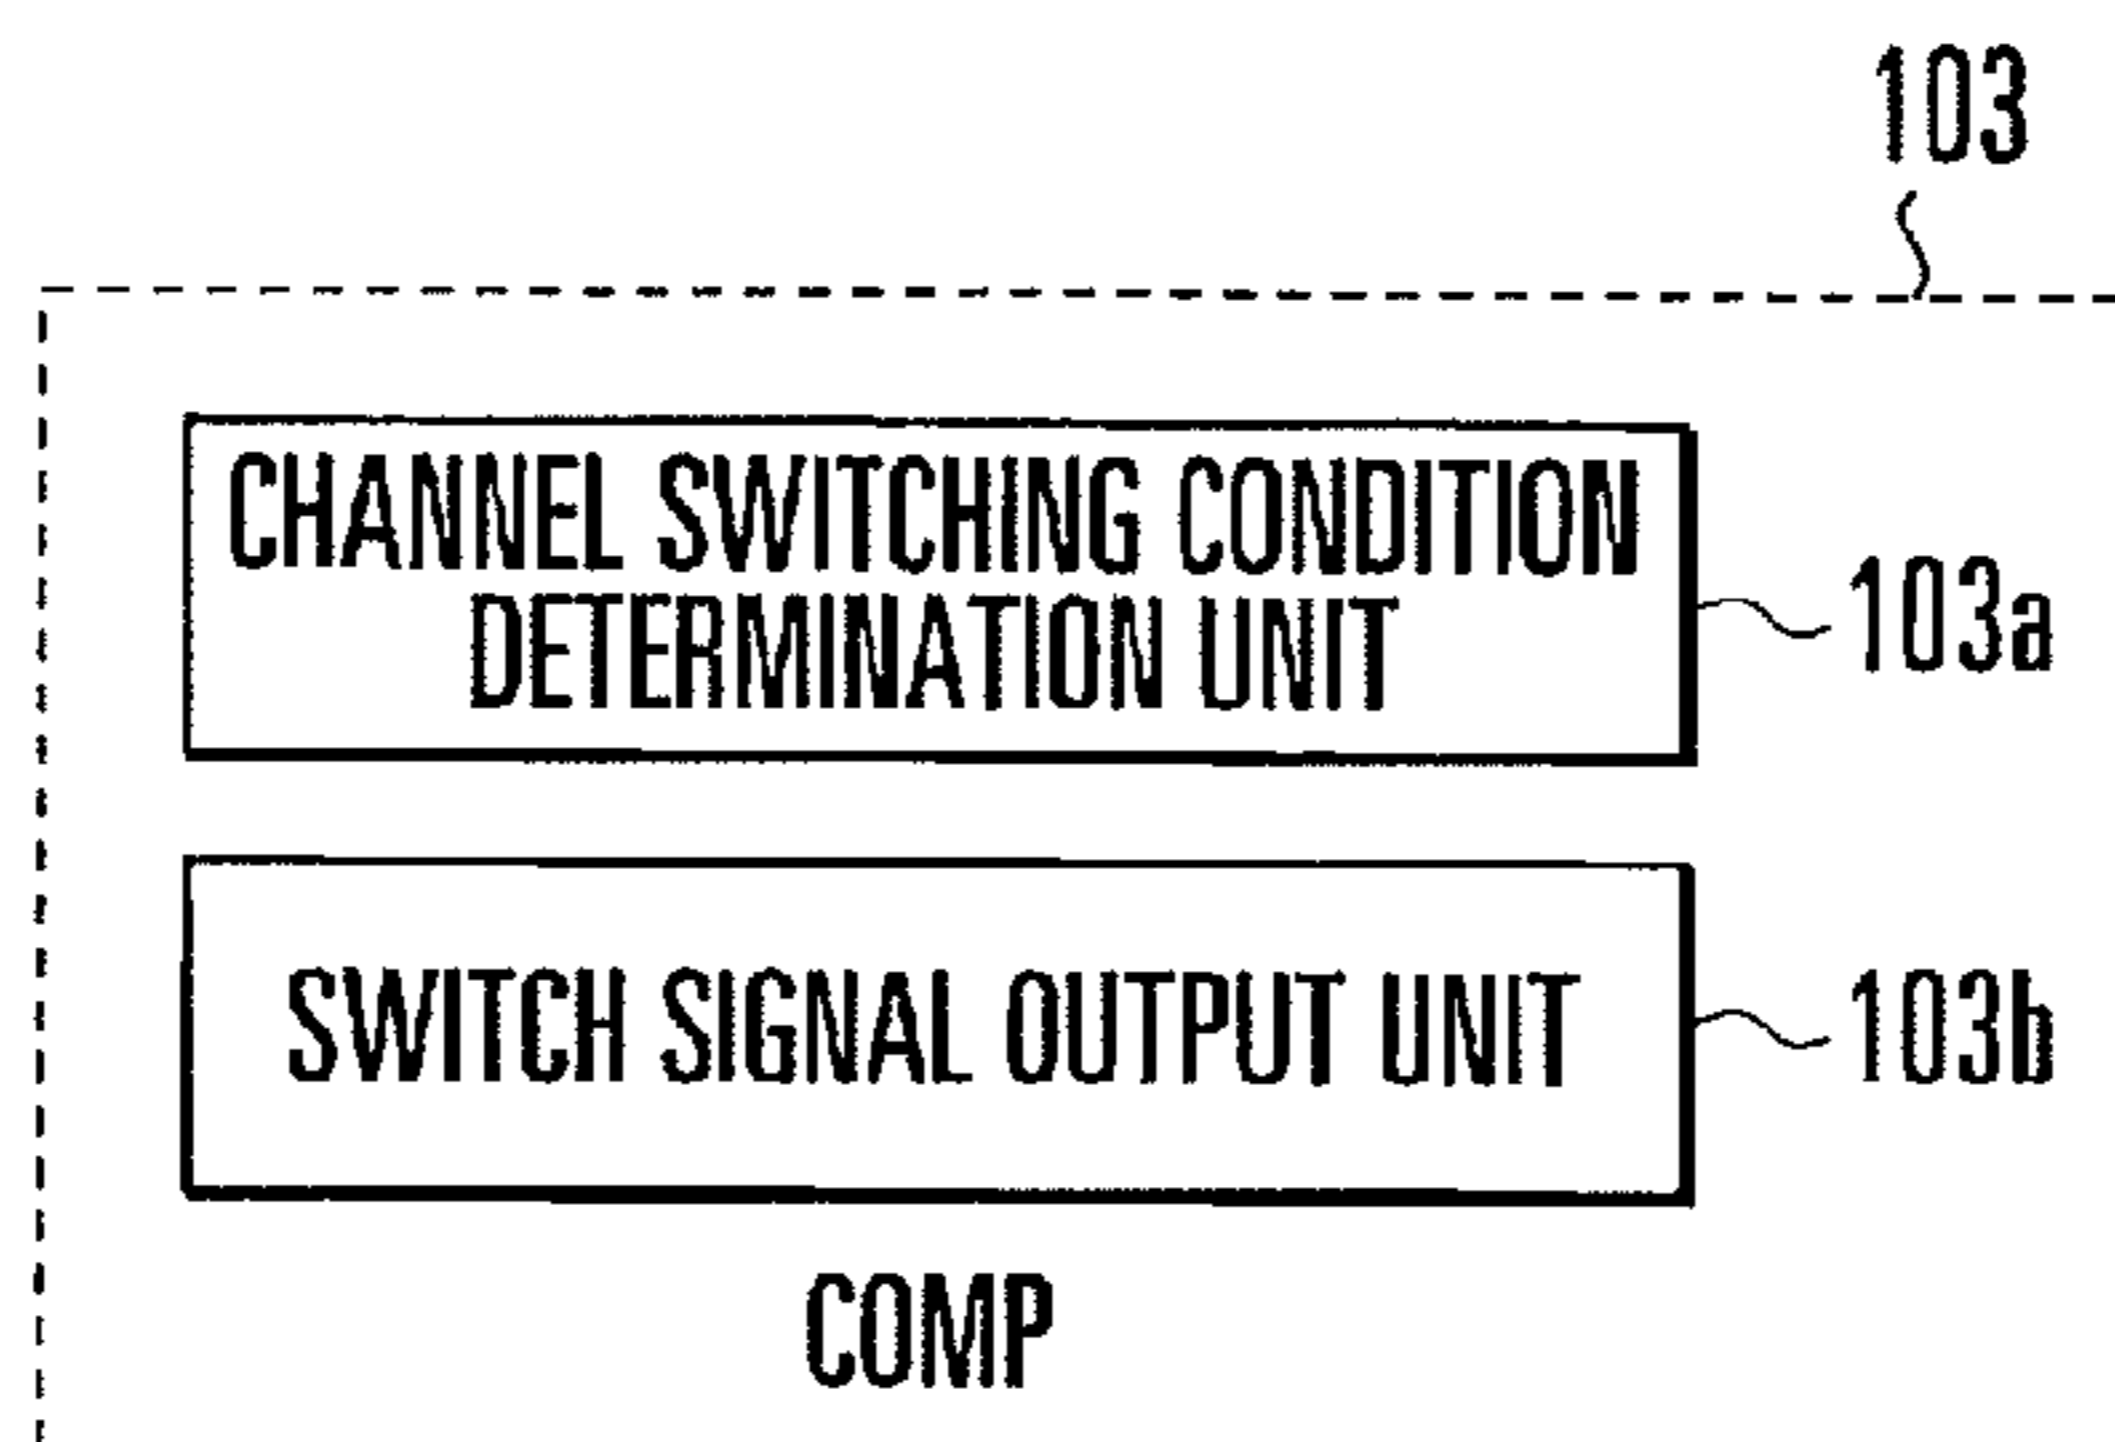 103
CHANNEL SWITCHING CONDITION
DETERMINATION UNIT
103a
SWITCH SIGNAL OUTPUT UNIT
103b
COMP